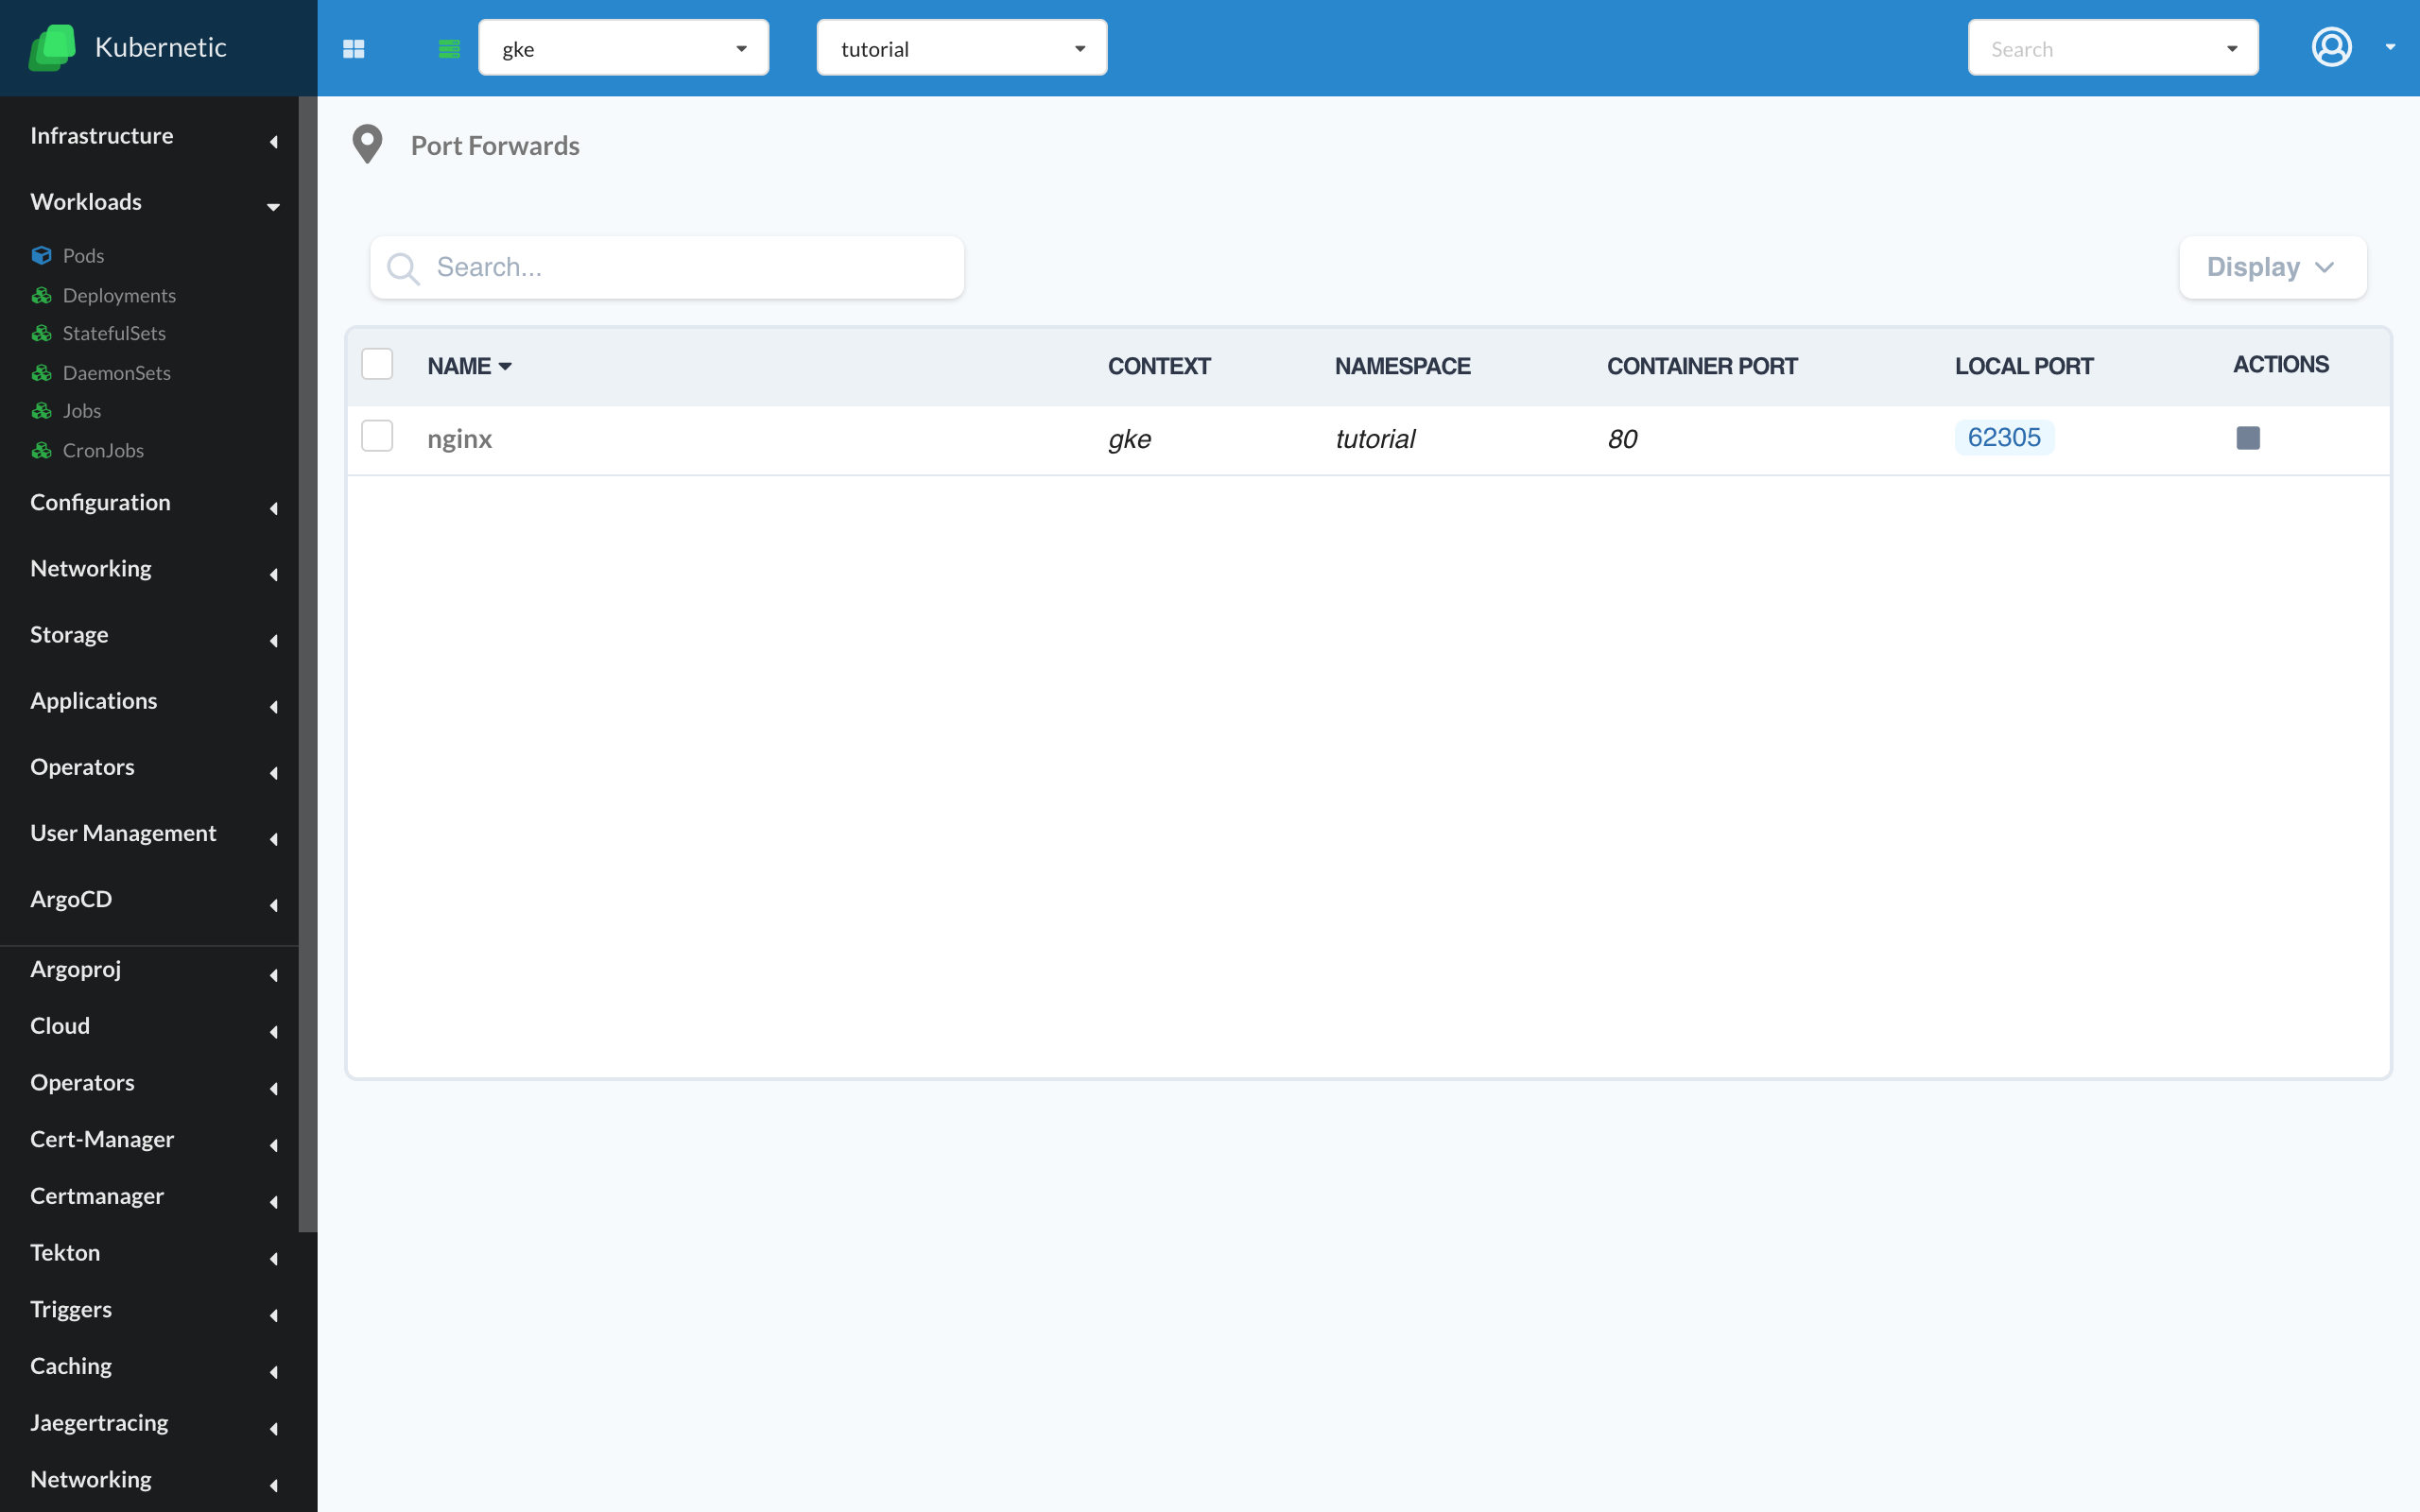 Kubernetic
gke
tutorial
Search
Infrastructure
Workloads
Pods
Deployments
StatefulSets
DaemonSets
Jobs
CronJobs
Configuration
Networking
Storage
Applications
Operators
User Management
ArgoCD
Argoproj
Cloud
Operators
Cert-Manager
Certmanager
Tekton
Triggers
Caching
Jaegertracing
Networking
Port Forwards
Search...
Display
NAME CONTEXT NAMESPACE CONTAINER PORT LOCAL PORT ACTIONS
nginx gke tutorial 80 62305